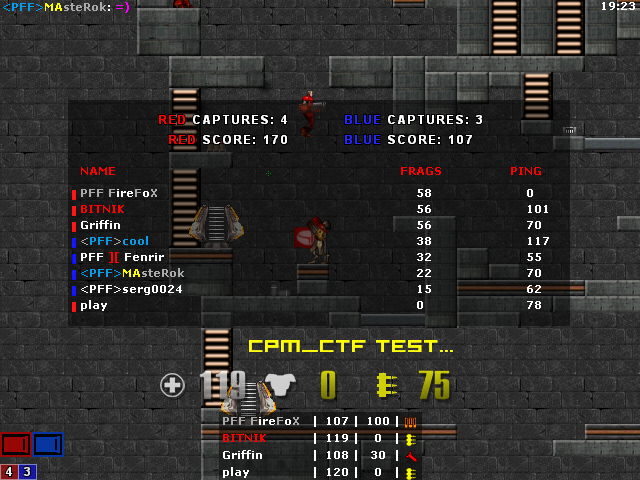 <PFF>MAsteRok: =)
19:23
RED CAPTURES: 4 BLUE CAPTURES: 3
RED SCORE: 170 BLUE SCORE: 107
NAME FRAGS PING
PFF FireFoX 58 0
BITNIK 56 101
Griffin 56 70
<PFF>cool 38 117
PFF ][ Fenrir 32 55
<PFF>MAsteRok 22 70
<PFF>serg0024 15 62
play 0 78
CPM_CTF TEST...
119 0 75
PFF FireFoX | 107 | 100 |
BITNIK | 119 | 0 |
Griffin | 108 | 30 |
play | 120 | 0 |
4 3